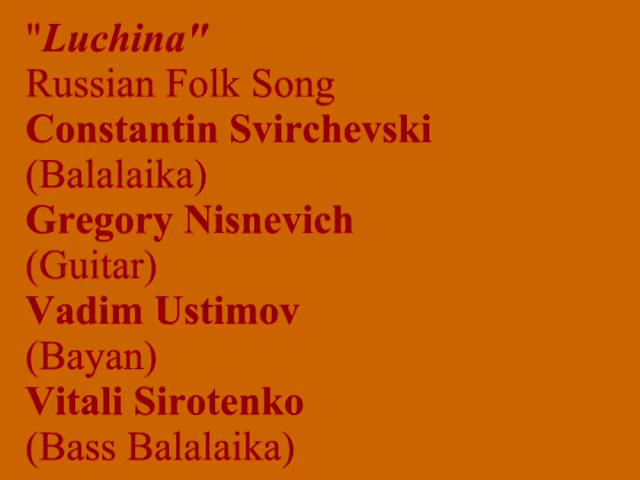 "Luchina"
Russian Folk Song
Constantin Svirchevski
(Balalaika)
Gregory Nisnevich
(Guitar)
Vadim Ustimov
(Bayan)
Vitali Sirotenko
(Bass Balalaika)